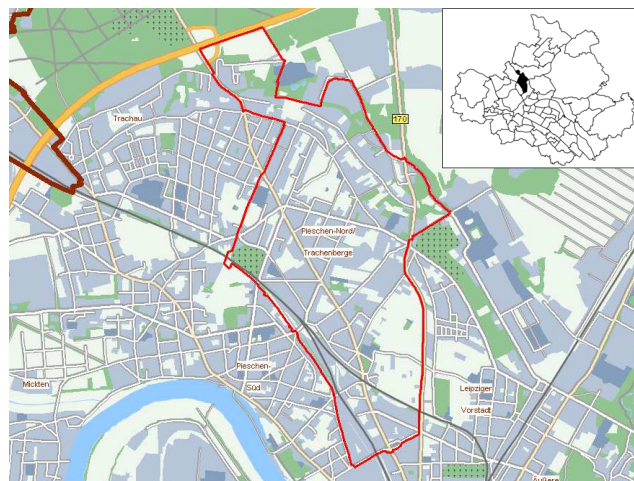 Trachau
170
Pieschen-Nord/
Trachenberge
Pieschen-
Süd
Mickten
Leipziger
Vorstadt
Äußere